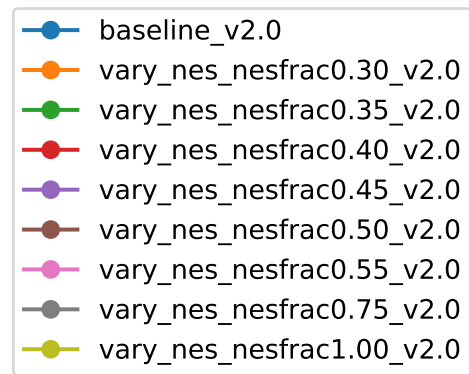 baseline_v2.0
vary_nes_nesfrac0.30_v2.0
vary_nes_nesfrac0.35_v2.0
vary_nes_nesfrac0.40_v2.0
vary_nes_nesfrac0.45_v2.0
vary_nes_nesfrac0.50_v2.0
vary_nes_nesfrac0.55_v2.0
vary_nes_nesfrac0.75_v2.0
vary_nes_nesfrac1.00_v2.0